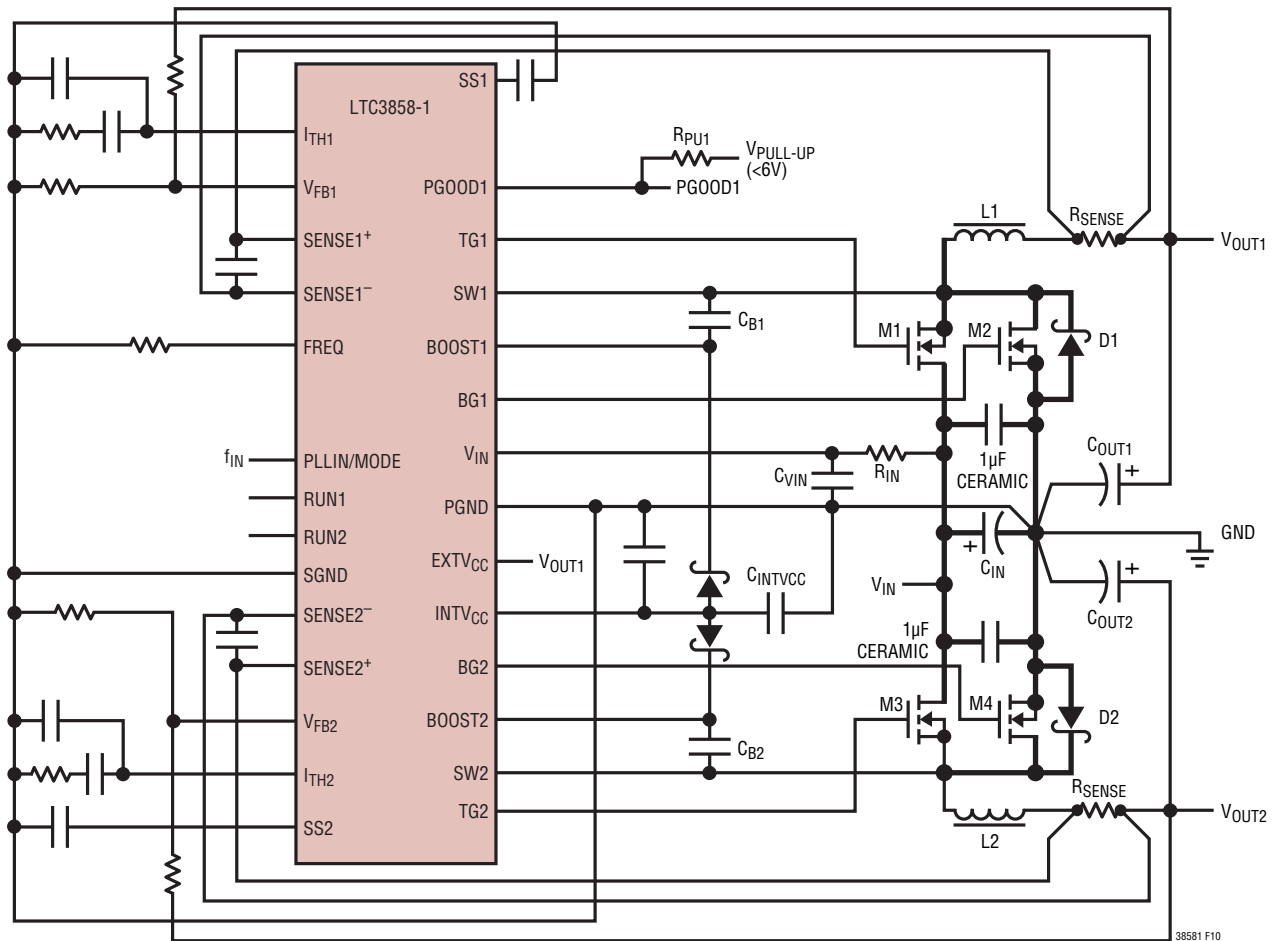 LTC3858-1
SS1
I_TH1
R_PU1
V_PULL-UP
(<6V)
V_FB1
PGOOD1
PGOOD1
SENSE1⁺
TG1
L1
R_SENSE
V_OUT1
SENSE1⁻
SW1
C_B1
M1
M2
D1
FREQ
BOOST1
BG1
f_IN
PLLIN/MODE
V_IN
C_VIN
R_IN
1µF
CERAMIC
C_OUT1
+
RUN1
PGND
RUN2
GND
EXTV_CC
V_OUT1
+
C_IN
SGND
C_INTVCC
V_IN
+
C_OUT2
SENSE2⁻
INTV_CC
1µF
CERAMIC
SENSE2⁺
BG2
M3
M4
D2
V_FB2
BOOST2
C_B2
I_TH2
SW2
R_SENSE
TG2
V_OUT2
SS2
L2
38581 F10